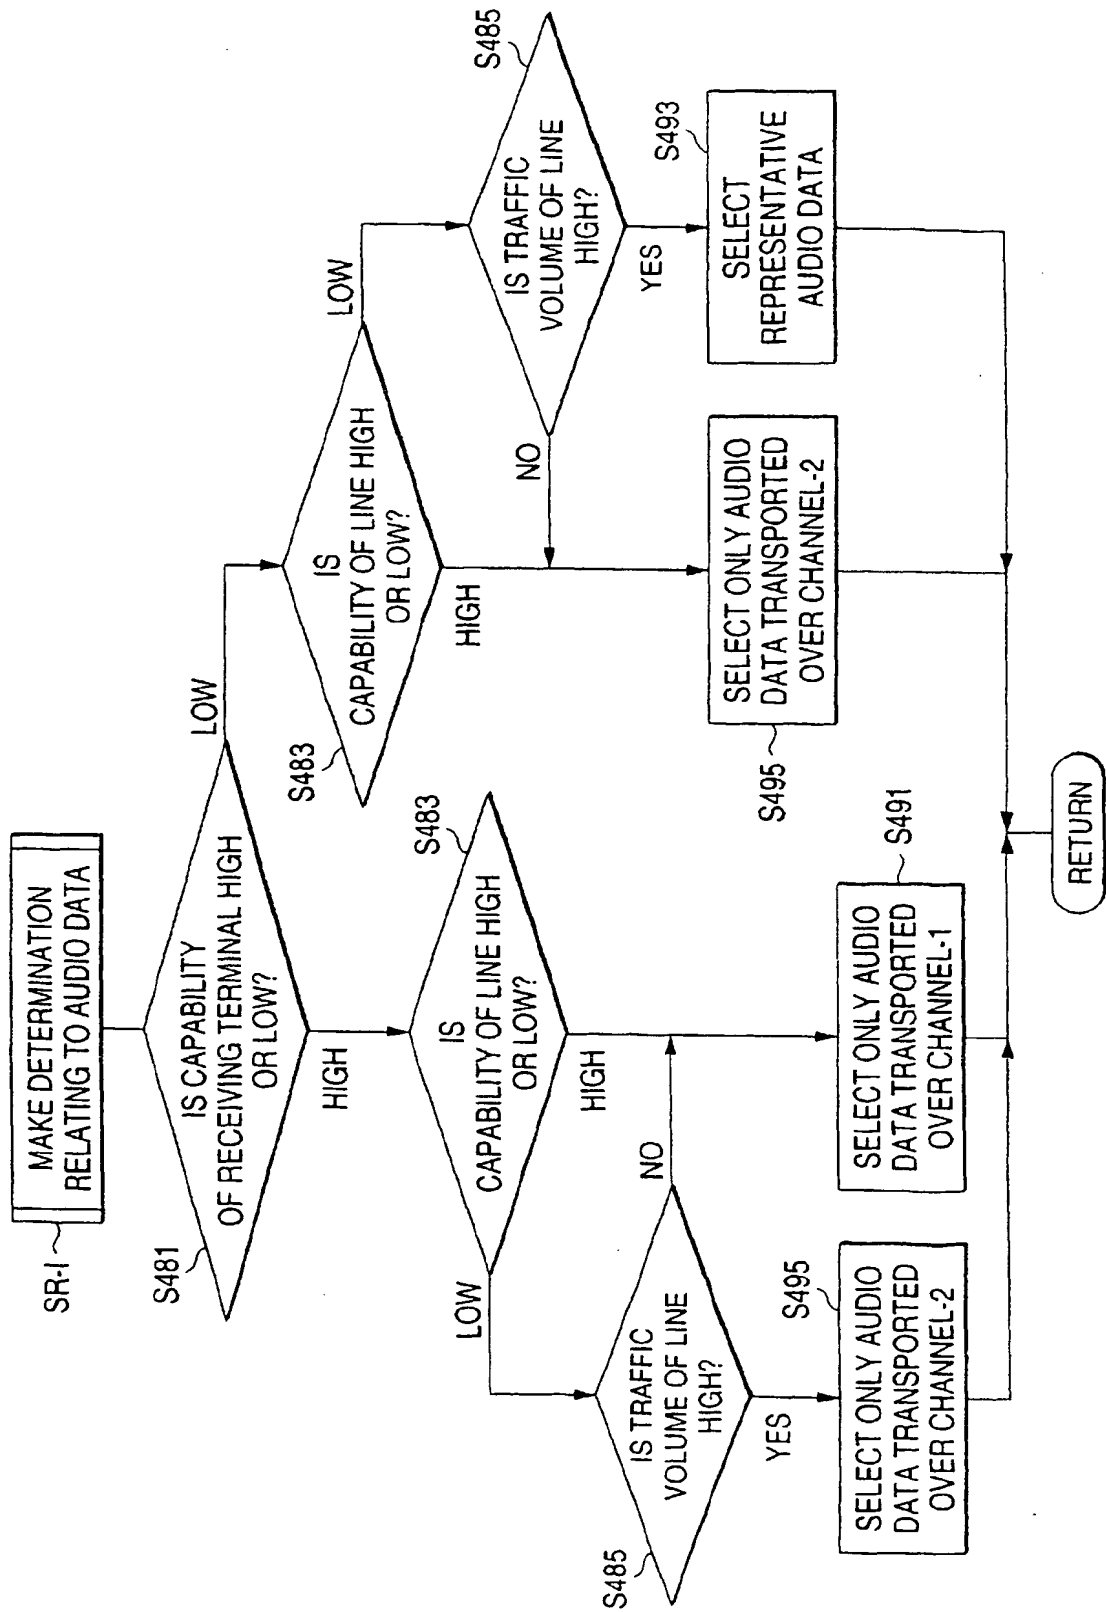 SR-I
MAKE DETERMINATION
RELATING TO AUDIO DATA
S481
IS CAPABILITY
OF RECEIVING TERMINAL HIGH
OR LOW?
LOW
HIGH
S483
IS
CAPABILITY OF LINE HIGH
OR LOW?
LOW
HIGH
S483
IS
CAPABILITY OF LINE HIGH
OR LOW?
LOW
HIGH
S485
IS TRAFFIC
VOLUME OF LINE
HIGH?
NO
YES
S485
IS TRAFFIC
VOLUME OF LINE
HIGH?
NO
YES
S495
SELECT ONLY AUDIO
DATA TRANSPORTED
OVER CHANNEL-2
S491
SELECT ONLY AUDIO
DATA TRANSPORTED
OVER CHANNEL-1
S495
SELECT ONLY AUDIO
DATA TRANSPORTED
OVER CHANNEL-2
S493
SELECT
REPRESENTATIVE
AUDIO DATA
RETURN